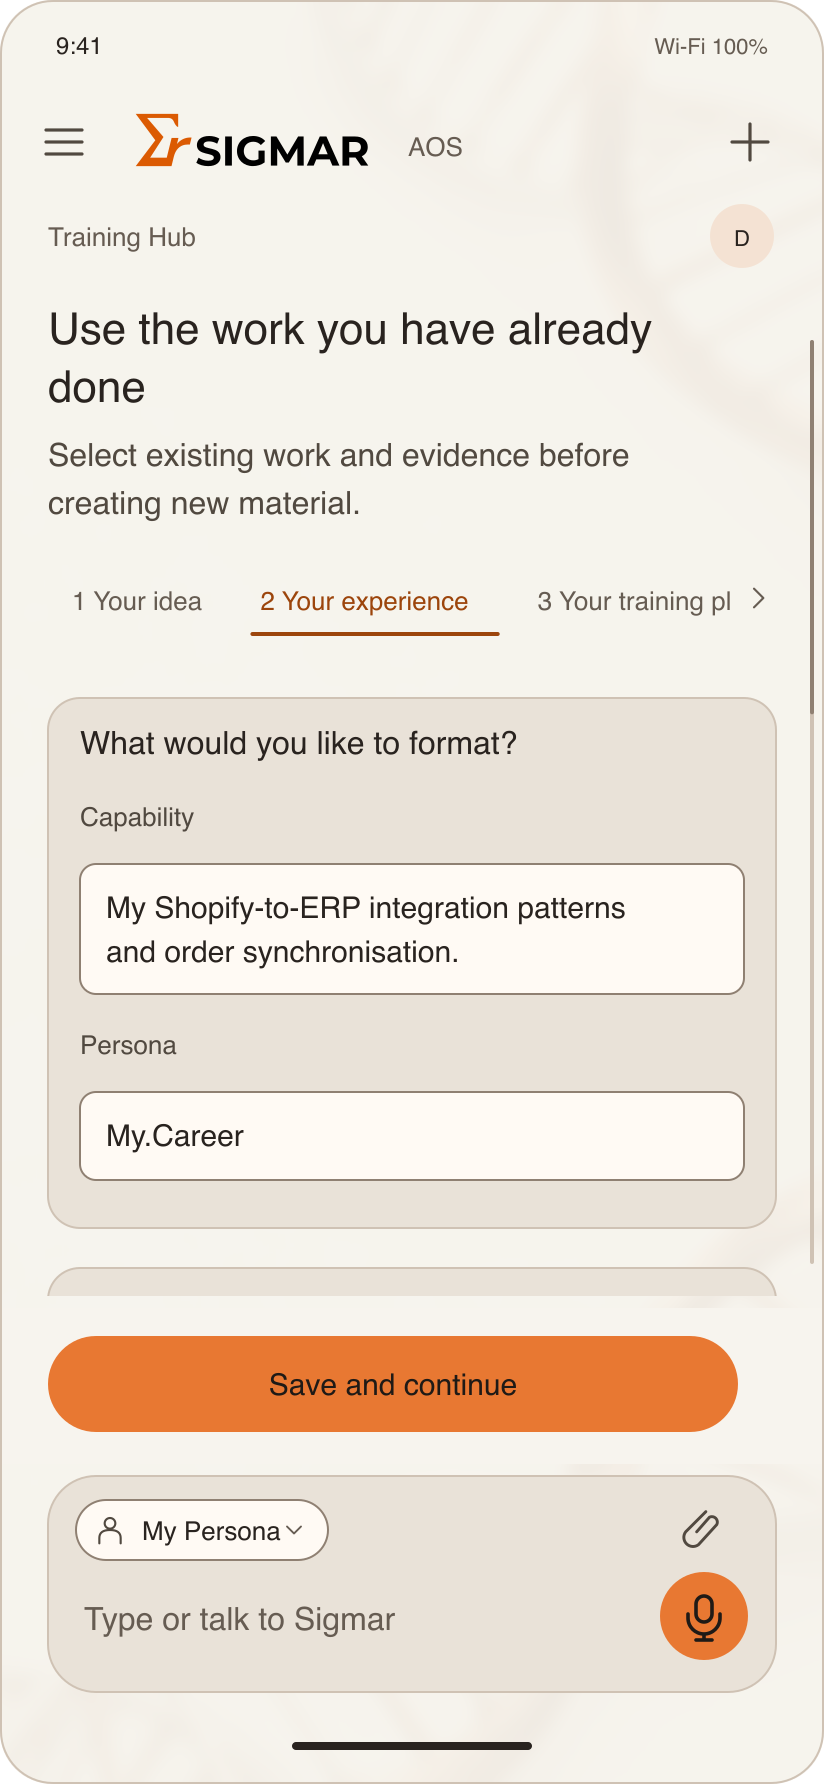 9:41
Wi-Fi 100%
Σr SIGMAR
AOS
Training Hub
D
Use the work you have already
done
Select existing work and evidence before
creating new material.
1 Your idea
2 Your experience
3 Your training pl
What would you like to format?
Capability
My Shopify-to-ERP integration patterns
and order synchronisation.
Persona
My.Career
Save and continue
My Persona
Type or talk to Sigmar